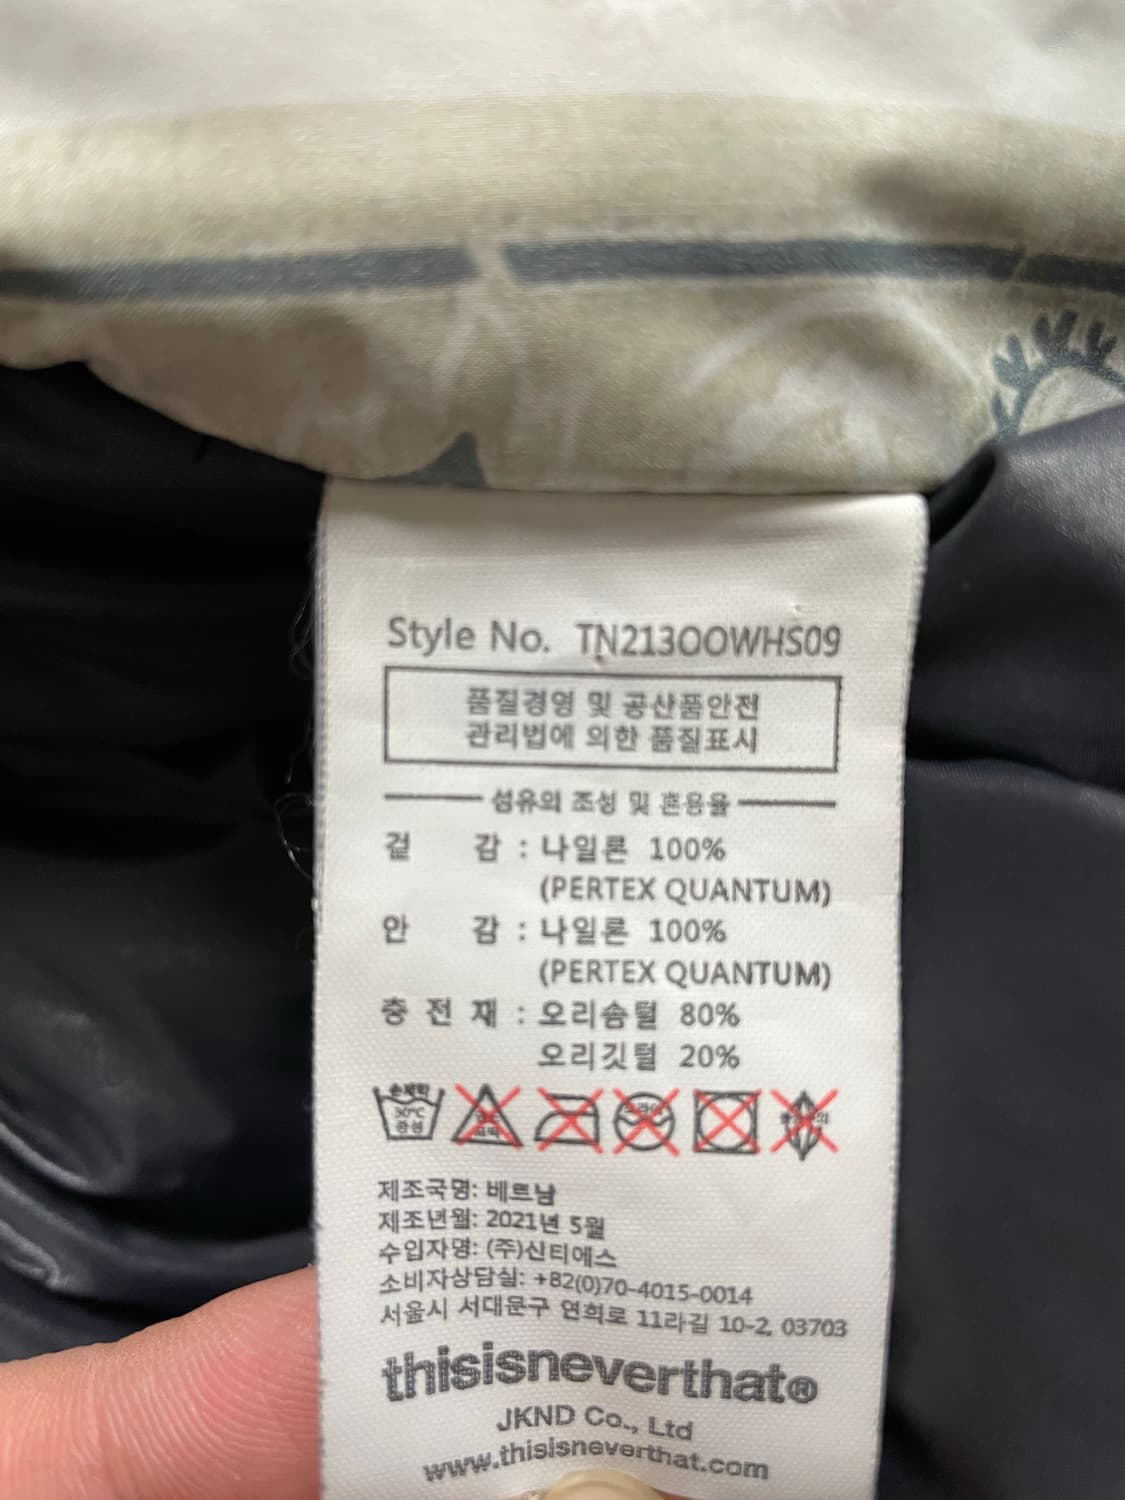 Style No. TN213OOWHS09
품질경영 및 공산품안전
관리법에 의한 품질표시
섬유의 조성 및 혼용율
겉 감 : 나일론 100%
(PERTEX QUANTUM)
안 감 : 나일론 100%
(PERTEX QUANTUM)
충 전 재 : 오리솜털 80%
오리깃털 20%
손세탁
30°C
중성
제조국명: 베트남
제조년월: 2021년 5월
수입자명: (주)신티에스
소비자상담실: +82(0)70-4015-0014
서울시 서대문구 연희로 11라길 10-2, 03703
thisisneverthat®
JKND Co., Ltd
www.thisisneverthat.com